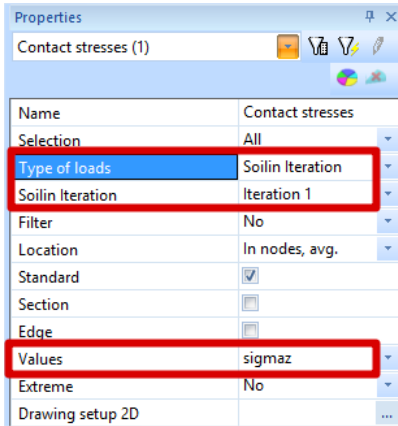 Properties
Contact stresses (1)
Name Contact stresses
Selection All
Type of loads Soilin Iteration
Soilin Iteration Iteration 1
Filter No
Location In nodes, avg.
Standard
Section
Edge
Values sigmaz
Extreme No
Drawing setup 2D ...